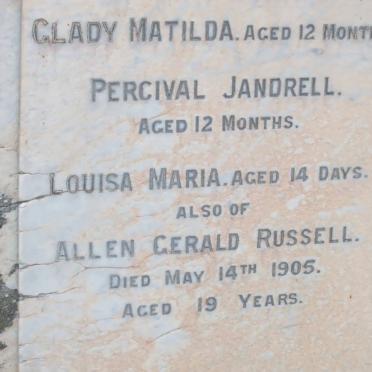 GLADY MATILDA. AGED 12 MONTH
PERCIVAL JANDRELL.
AGED 12 MONTHS.
LOUISA MARIA. AGED 14 DAYS.
ALSO OF
ALLEN GERALD RUSSELL.
DIED MAY 14TH 1905.
AGED 19 YEARS.